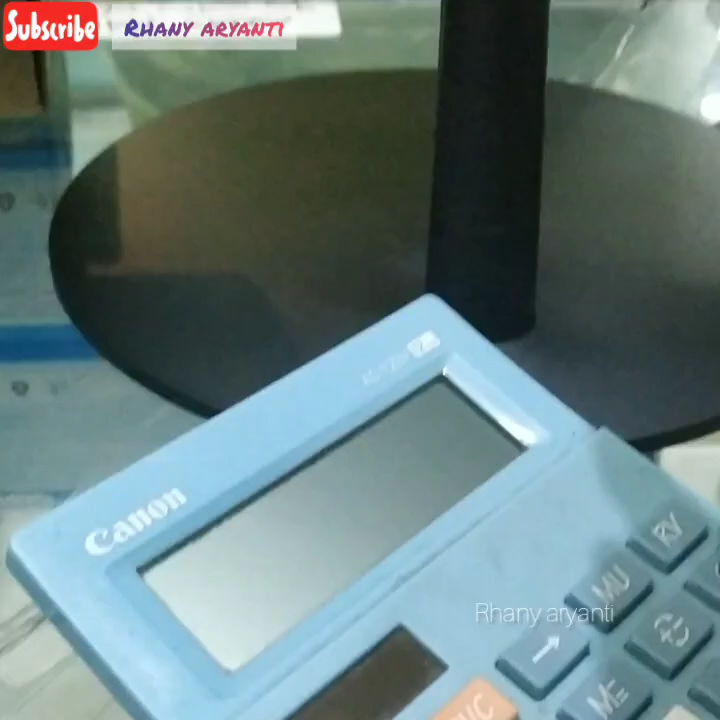 Subscribe
RHANY ARYANTI
Canon
RV
MU
Rhany aryanti
→